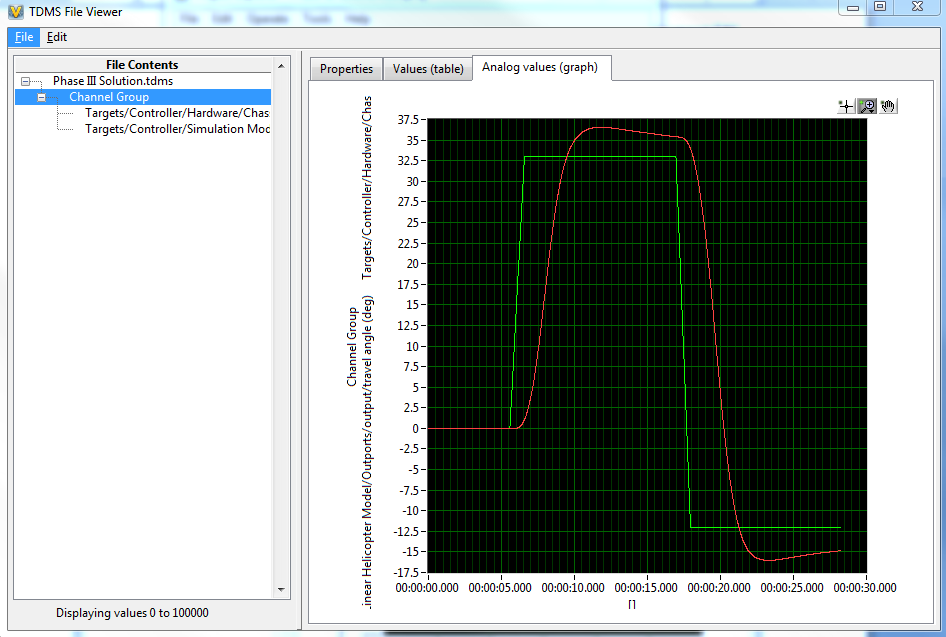 TDMS File Viewer
File Edit
File Contents
Phase III Solution.tdms
Channel Group
Targets/Controller/Hardware/Chas
Targets/Controller/Simulation Moc
Displaying values 0 to 100000
Properties
Values (table)
Analog values (graph)
Targets/Controller/Hardware/Chas
Channel Group
.inear Helicopter Model/Outports/output/travel angle (deg)
37.5
35
32.5
30
27.5
25
22.5
20
17.5
15
12.5
10
7.5
5
2.5
0
-2.5
-5
-7.5
-10
-12.5
-15
-17.5
00:00:00.000 00:00:05.000 00:00:10.000 00:00:15.000 00:00:20.000 00:00:25.000 00:00:30.000
[]